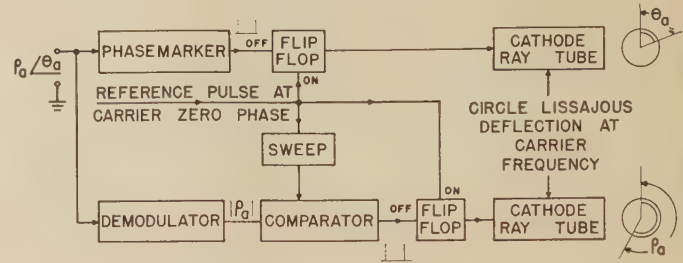 ρa/θa
PHASEMARKER
OFF
FLIP
FLOP
ON
CATHODE
RAY TUBE
θa
REFERENCE PULSE AT
CARRIER ZERO PHASE
CIRCLE LISSAJOUS
DEFLECTION AT
CARRIER
FREQUENCY
SWEEP
ON
DEMODULATOR
|ρa|
COMPARATOR
OFF
FLIP
FLOP
CATHODE
RAY TUBE
ρa